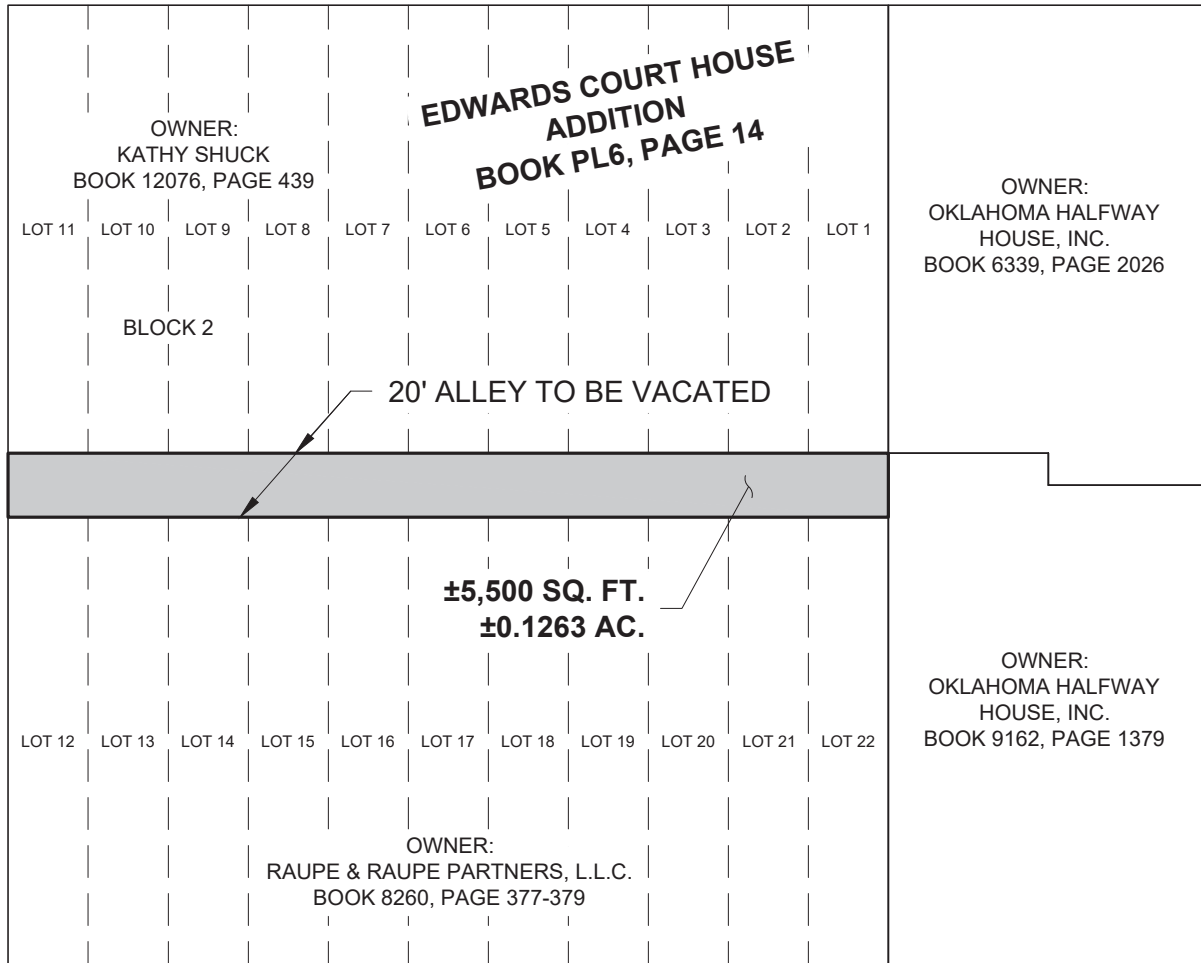 EDWARDS COURT HOUSE
ADDITION
BOOK PL6, PAGE 14
OWNER:
KATHY SHUCK
BOOK 12076, PAGE 439
OWNER:
OKLAHOMA HALFWAY
HOUSE, INC.
BOOK 6339, PAGE 2026
LOT 11 LOT 10 LOT 9 LOT 8 LOT 7 LOT 6 LOT 5 LOT 4 LOT 3 LOT 2 LOT 1
BLOCK 2
20' ALLEY TO BE VACATED
±5,500 SQ. FT.
±0.1263 AC.
OWNER:
OKLAHOMA HALFWAY
HOUSE, INC.
BOOK 9162, PAGE 1379
LOT 12 LOT 13 LOT 14 LOT 15 LOT 16 LOT 17 LOT 18 LOT 19 LOT 20 LOT 21 LOT 22
OWNER:
RAUPE & RAUPE PARTNERS, L.L.C.
BOOK 8260, PAGE 377-379